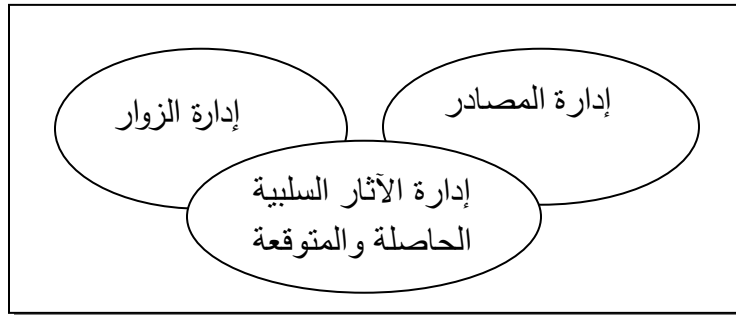 إدارة المصادر
إدارة الزوار
إدارة الآثار السلبية
الحاصلة والمتوقعة